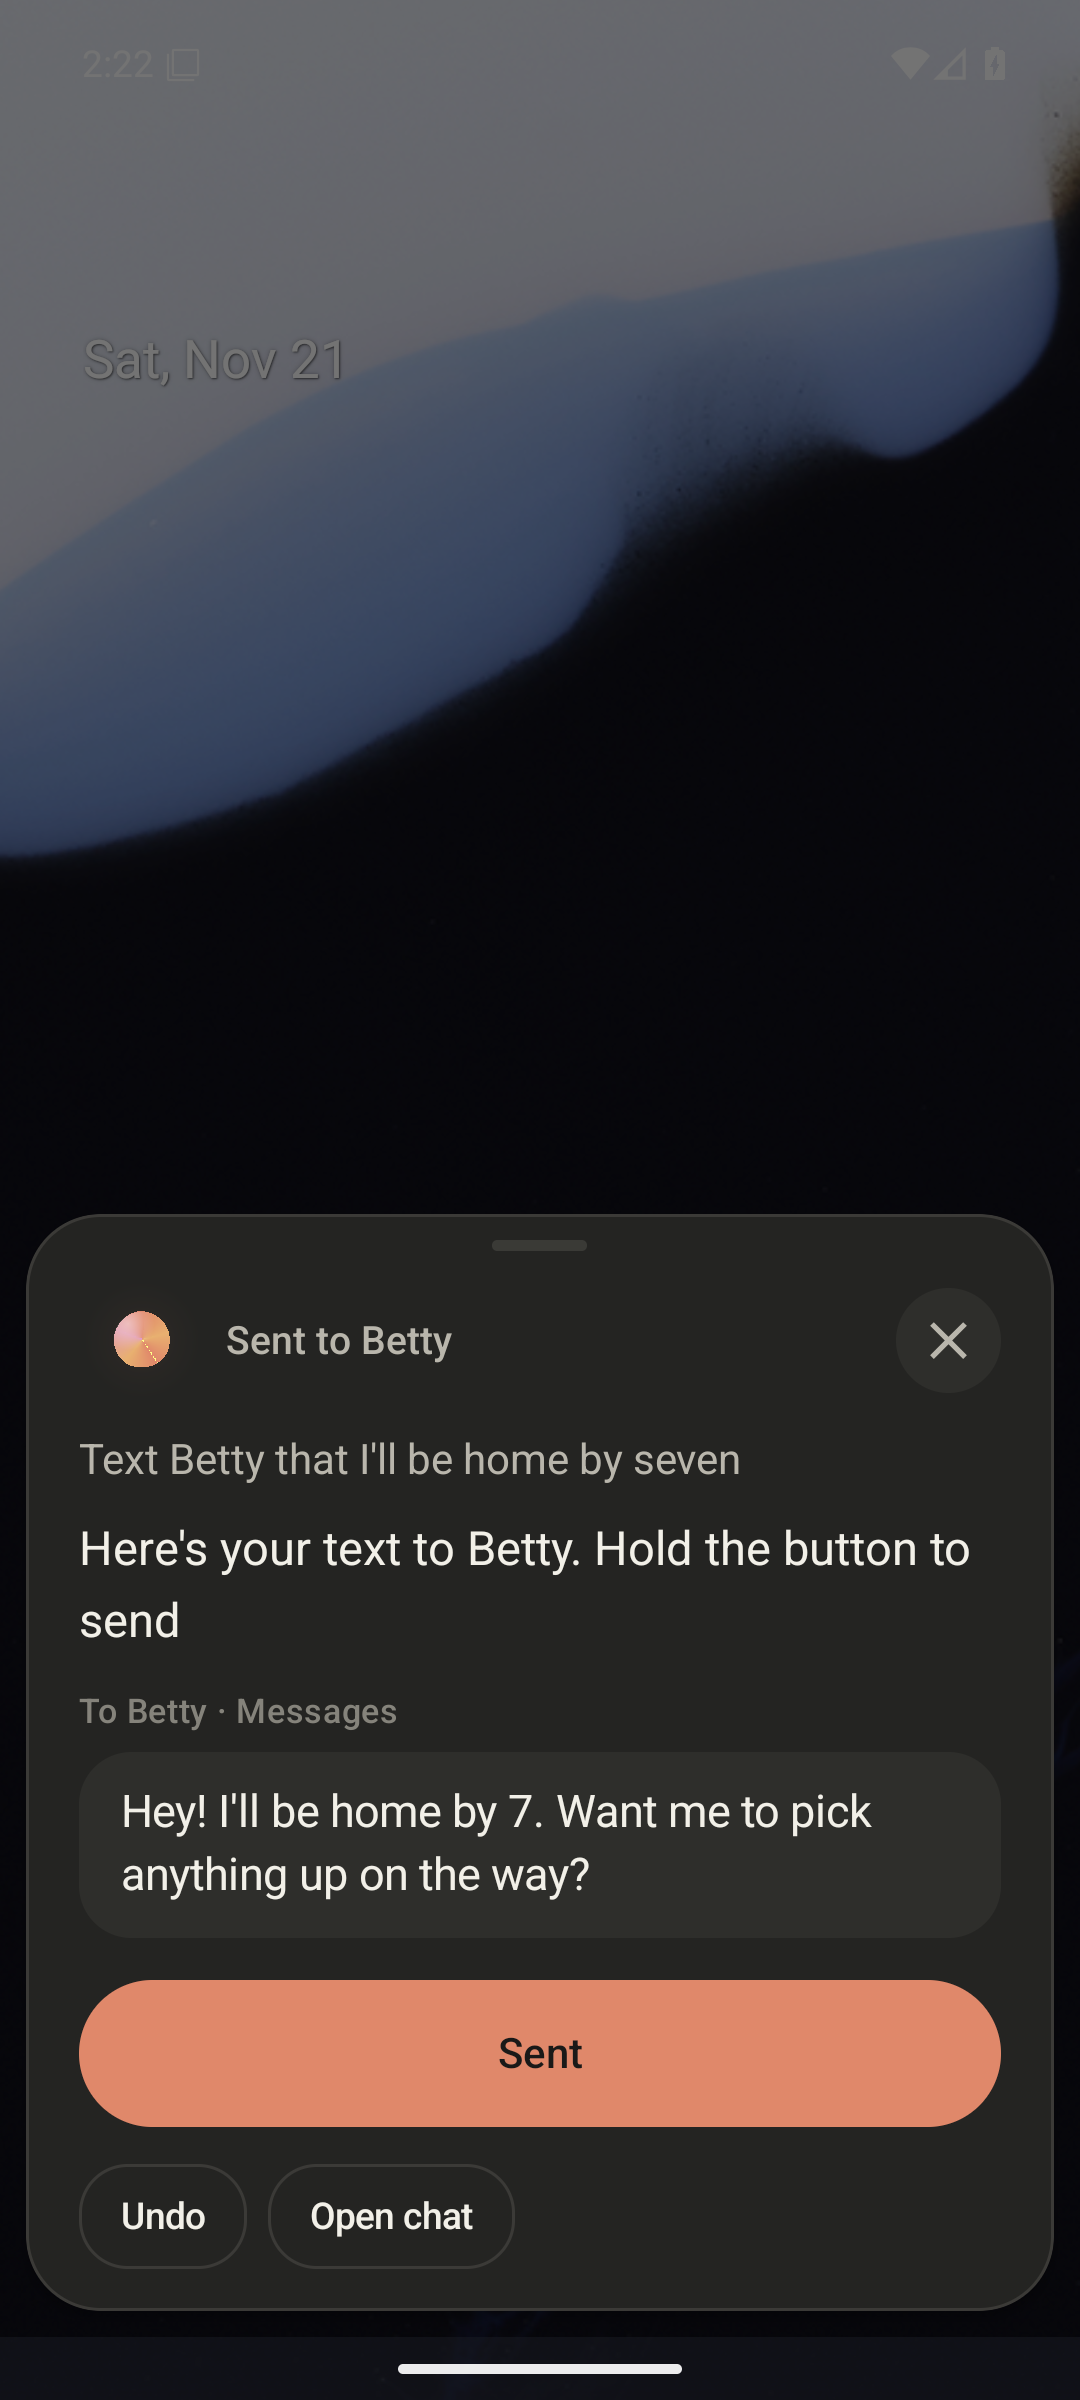 2:22
Sat, Nov 21
Sent to Betty
Text Betty that I'll be home by seven
Here's your text to Betty. Hold the button to
send
To Betty · Messages
Hey! I'll be home by 7. Want me to pick
anything up on the way?
Sent
Undo
Open chat